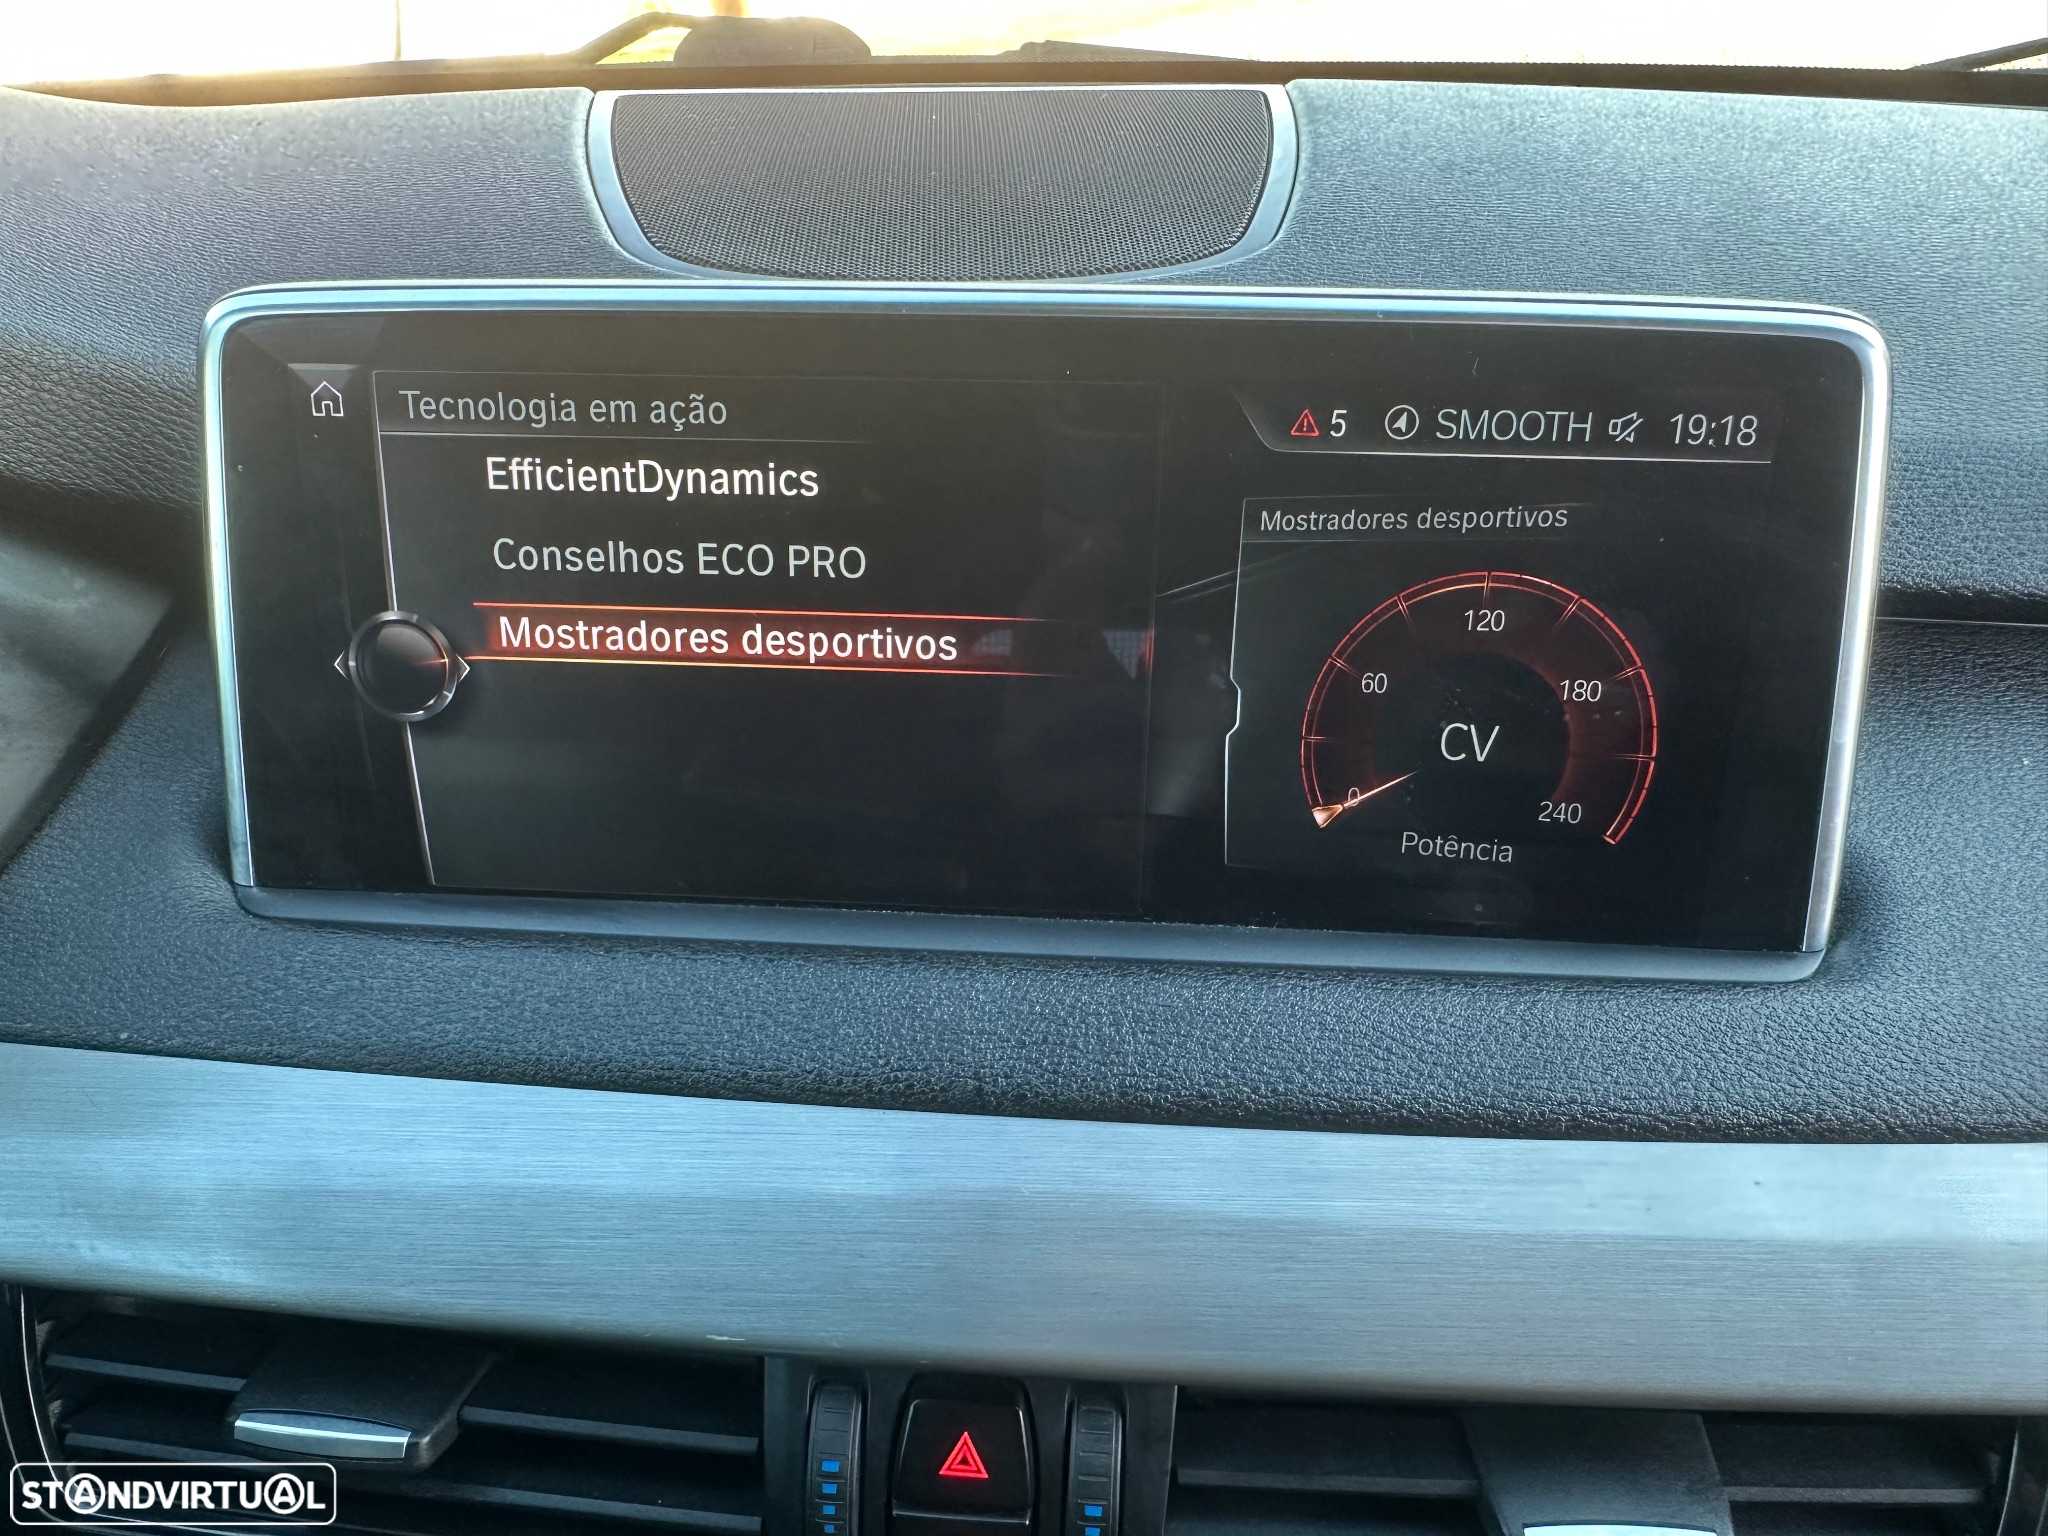 Tecnologia em ação
EfficientDynamics
Conselhos ECO PRO
Mostradores desportivos
5 SMOOTH 19:18
Mostradores desportivos
0 60 120 180 240
CV
Potência
STANDVIRTUAL